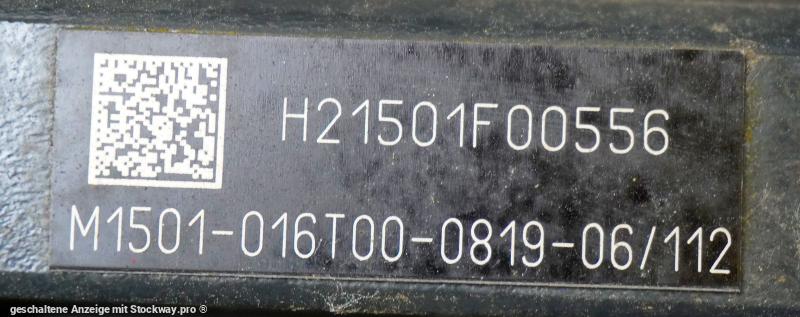 H21501F00556
M1501-016T00-0819-06/112
geschaltene Anzeige mit Stockway.pro ®